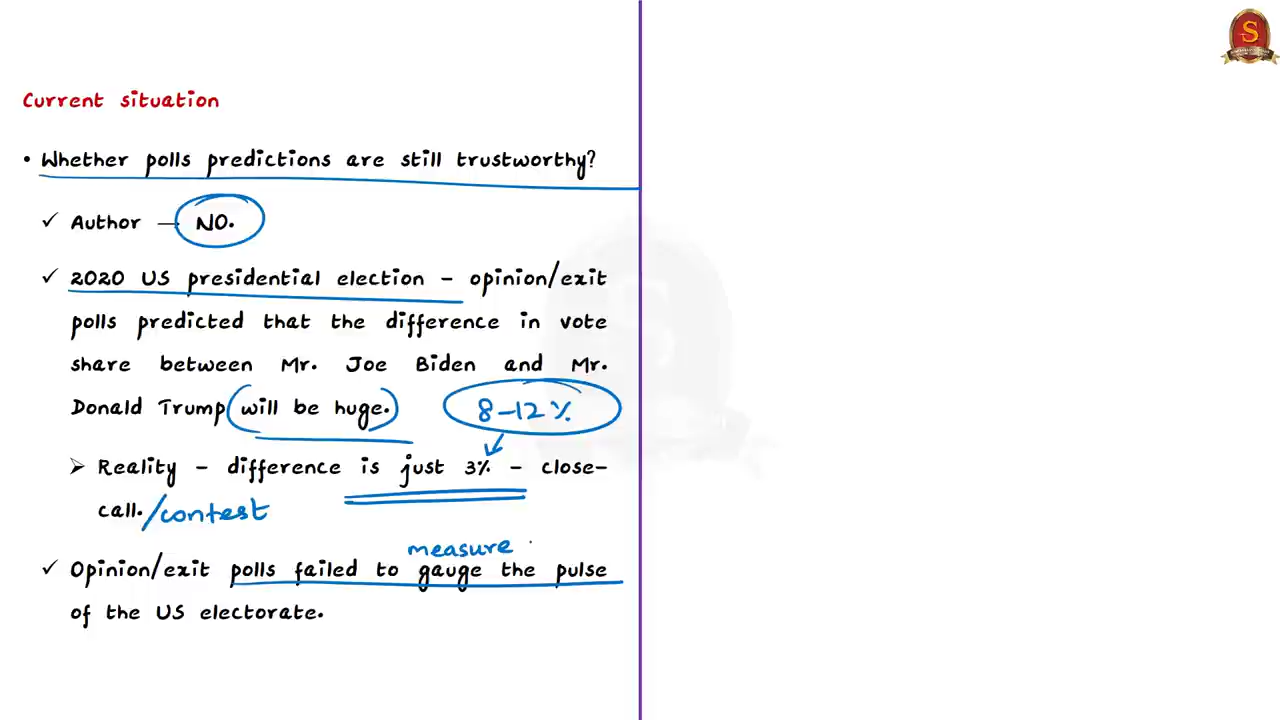 Current situation
• Whether polls predictions are still trustworthy?
✓ Author – NO.
✓ 2020 US presidential election – opinion/exit
polls predicted that the difference in vote
share between Mr. Joe Biden and Mr.
Donald Trump (will be huge.) 8-12%
➢ Reality – difference is just 3% – close-
call./contest
measure
✓ Opinion/exit polls failed to gauge the pulse
of the US electorate.
S